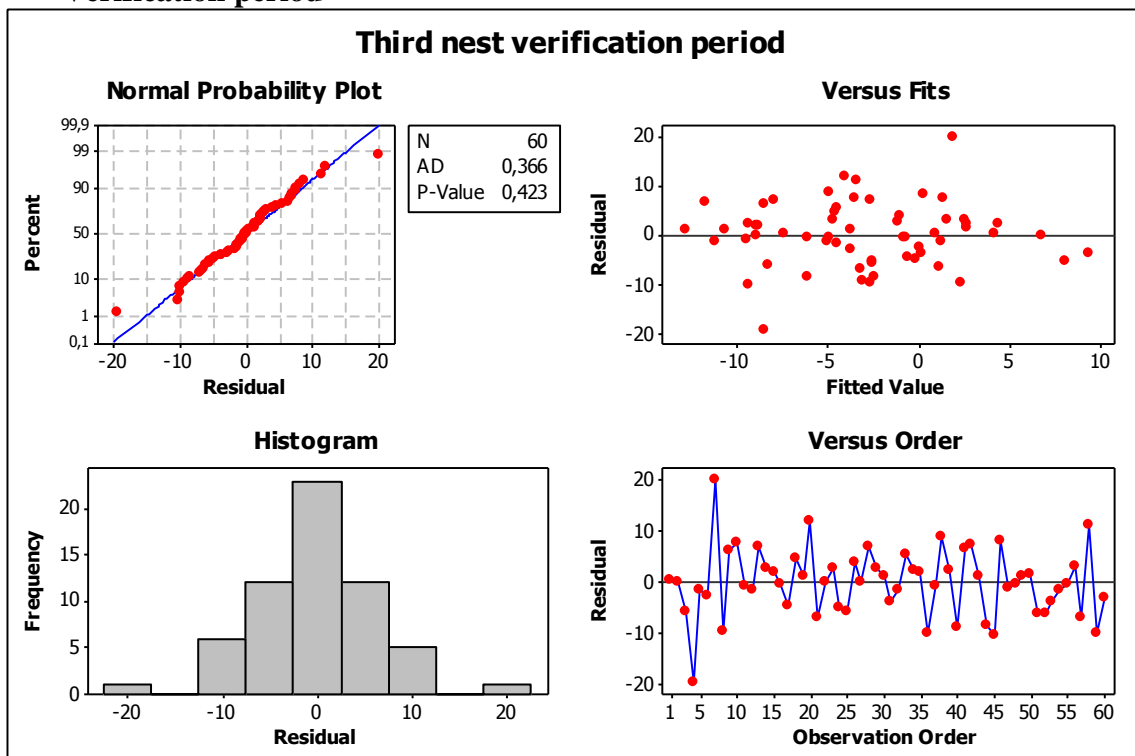 verification period
Third nest verification period
Normal Probability Plot
99,9
99
90
50
10
1
0,1
Percent
-20 -10 0 10 20
Residual
N 60
AD 0,366
P-Value 0,423
Versus Fits
20
10
0
-10
-20
Residual
-10 -5 0 5 10
Fitted Value
Histogram
20
15
10
5
0
Frequency
-20 -10 0 10 20
Residual
Versus Order
20
10
0
-10
-20
Residual
1 5 10 15 20 25 30 35 40 45 50 55 60
Observation Order